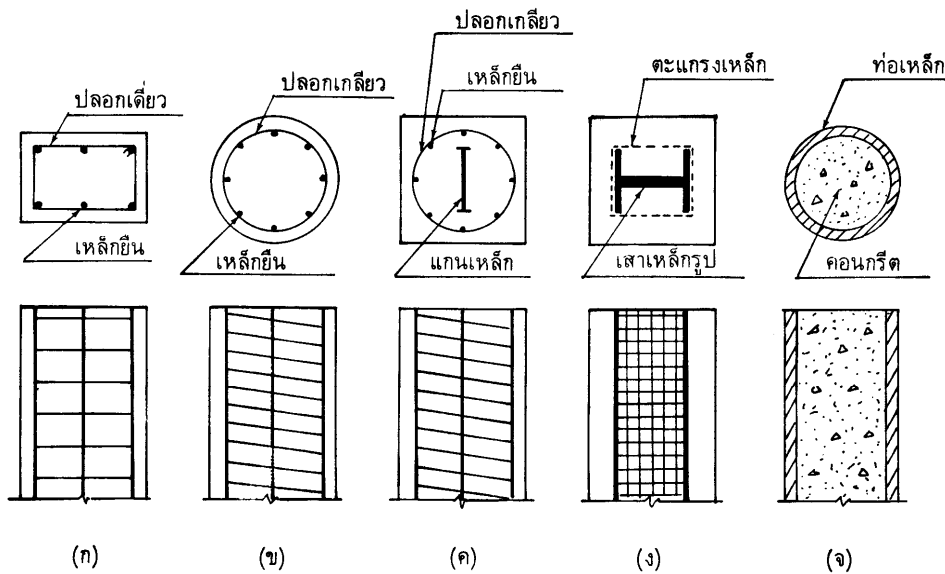 ปลอกเดี่ยว
เหล็กยืน
ปลอกเกลียว
เหล็กยืน
ปลอกเกลียว
เหล็กยืน
แกนเหล็ก
ตะแกรงเหล็ก
เสาเหล็กรูป
ท่อเหล็ก
คอนกรีต
(ก)
(ข)
(ค)
(ง)
(จ)